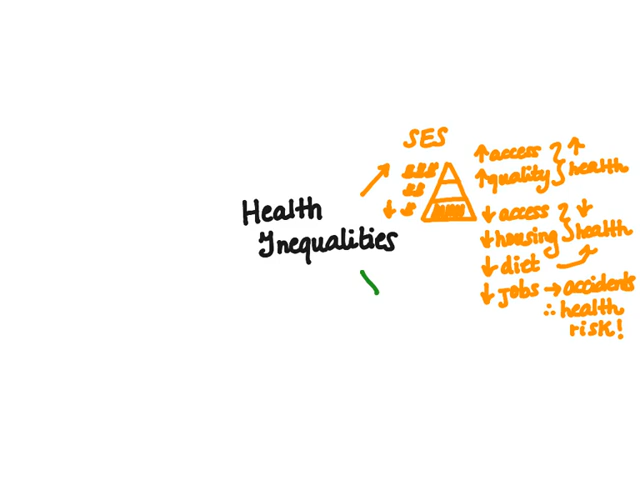 SES
$$$
$$
↓ $
↑ access
↑ quality
↑ health
Health
Inequalities
↓ access
↓ housing
↓ diet
↓ health
↓ jobs → accidents
∴ health
risk!